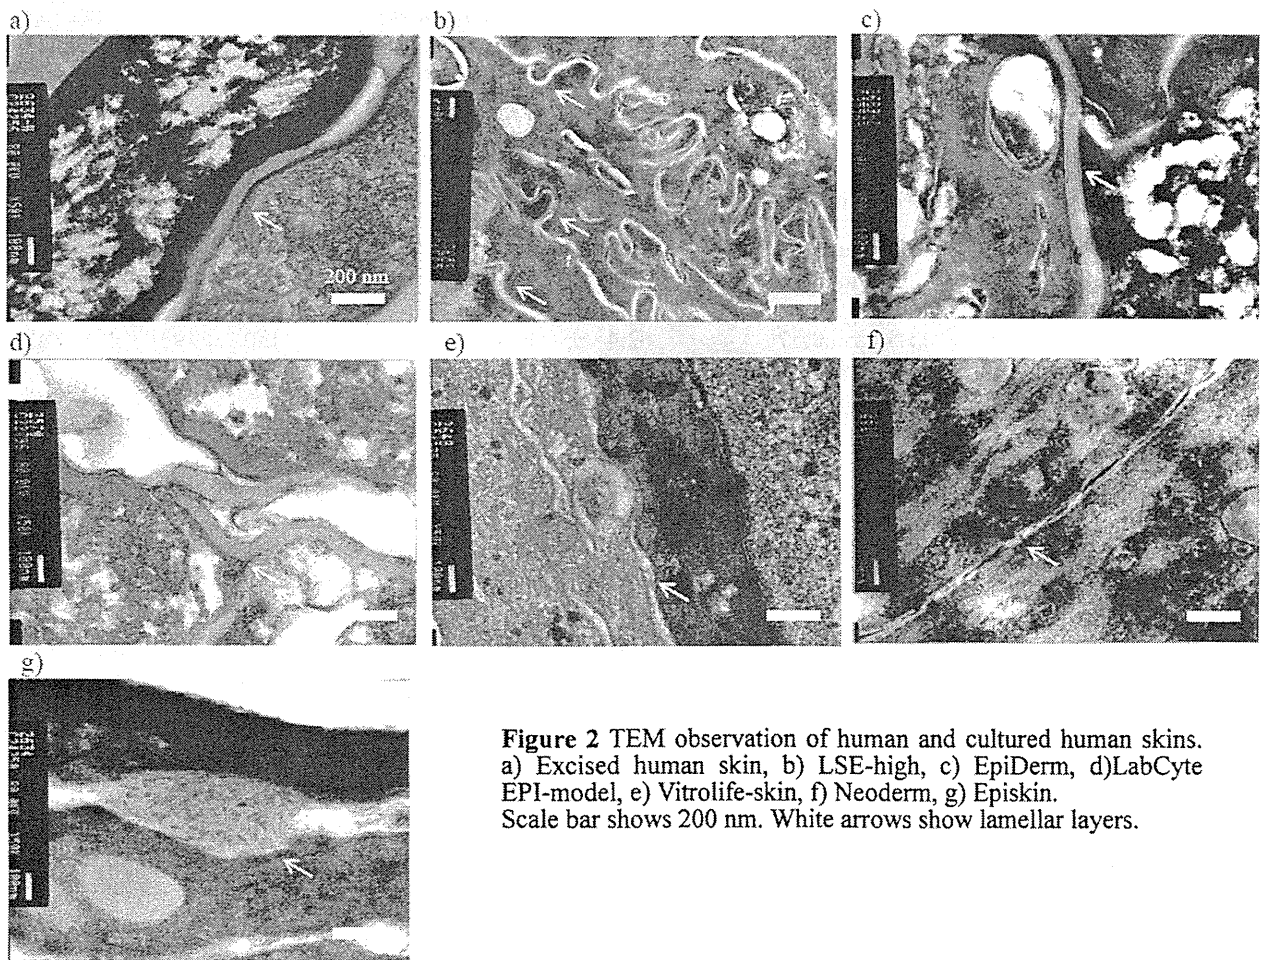 a)
b)
c)
200 nm
d)
e)
f)
g)
Figure 2 TEM observation of human and cultured human skins.
a) Excised human skin, b) LSE-high, c) EpiDerm, d)LabCyte
EPI-model, e) Vitrolife-skin, f) Neoderm, g) Episkin.
Scale bar shows 200 nm. White arrows show lamellar layers.